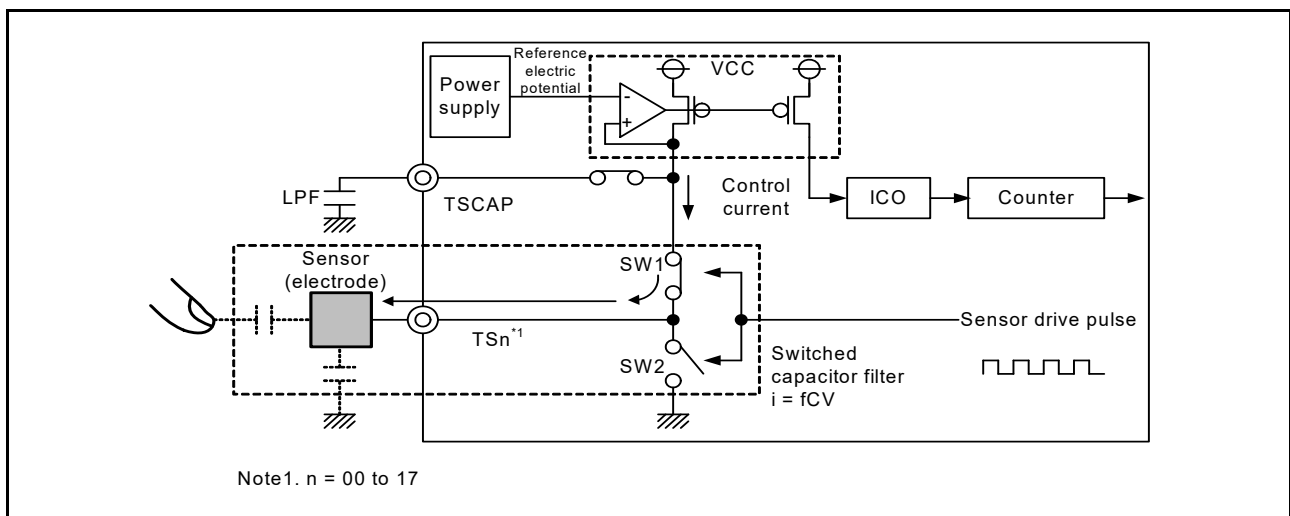 Reference
electric
potential
Power
supply
VCC
-
+
LPF
TSCAP
Control
current
ICO
Counter
Sensor
(electrode)
SW1
TSn*1
Sensor drive pulse
SW2
Switched
capacitor filter
i = fCV
Note1. n = 00 to 17